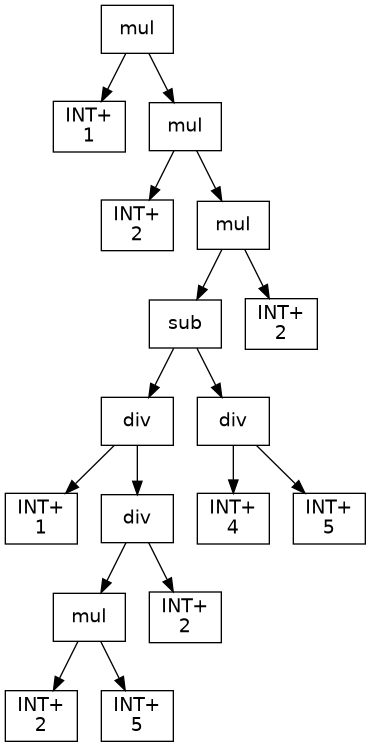 mul
INT+
1
mul
INT+
2
mul
sub
INT+
2
div
div
INT+
1
div
INT+
4
INT+
5
mul
INT+
2
INT+
2
INT+
5